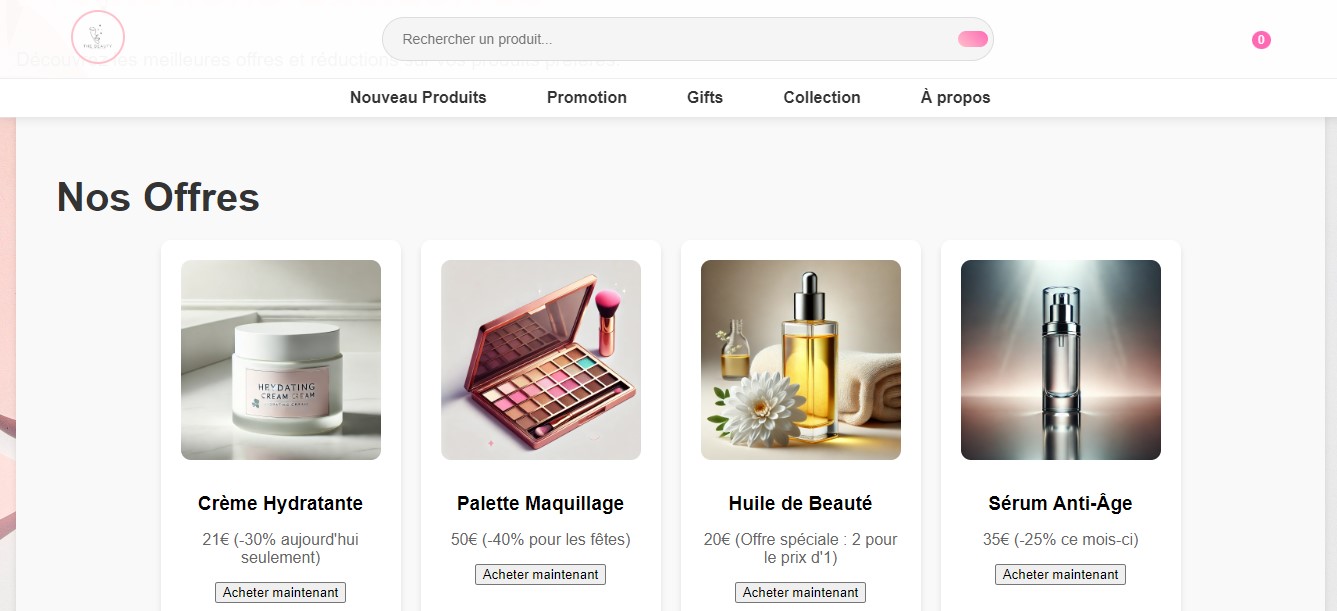 THE BEAUTY
Rechercher un produit...
0
Découvrez les meilleures offres et réductions sur vos produits préférés.
Nouveau Produits Promotion Gifts Collection À propos
Nos Offres
HRYDATING
CREAM CREAM
Crème Hydratante Palette Maquillage Huile de Beauté Sérum Anti-Âge
21€ (-30% aujourd'hui
seulement)
50€ (-40% pour les fêtes)
20€ (Offre spéciale : 2 pour
le prix d'1)
35€ (-25% ce mois-ci)
Acheter maintenant Acheter maintenant Acheter maintenant Acheter maintenant